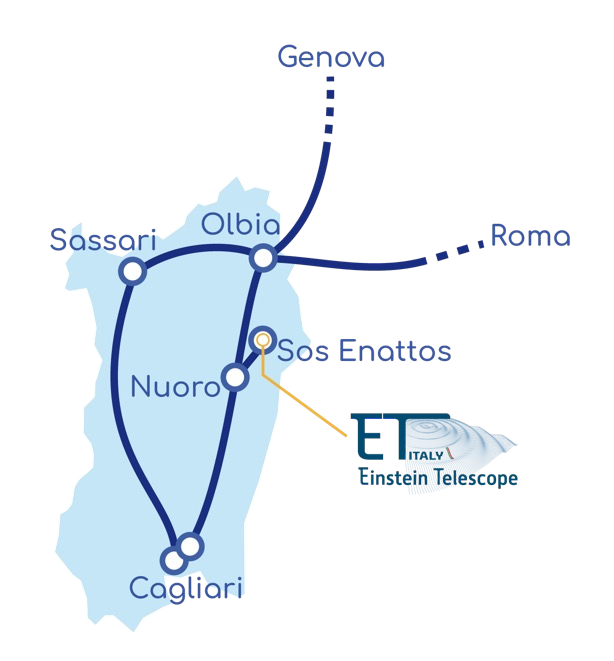 Genova
Olbia
Sassari
Roma
Sos Enattos
Nuoro
ET
ITALY
Einstein Telescope
Cagliari